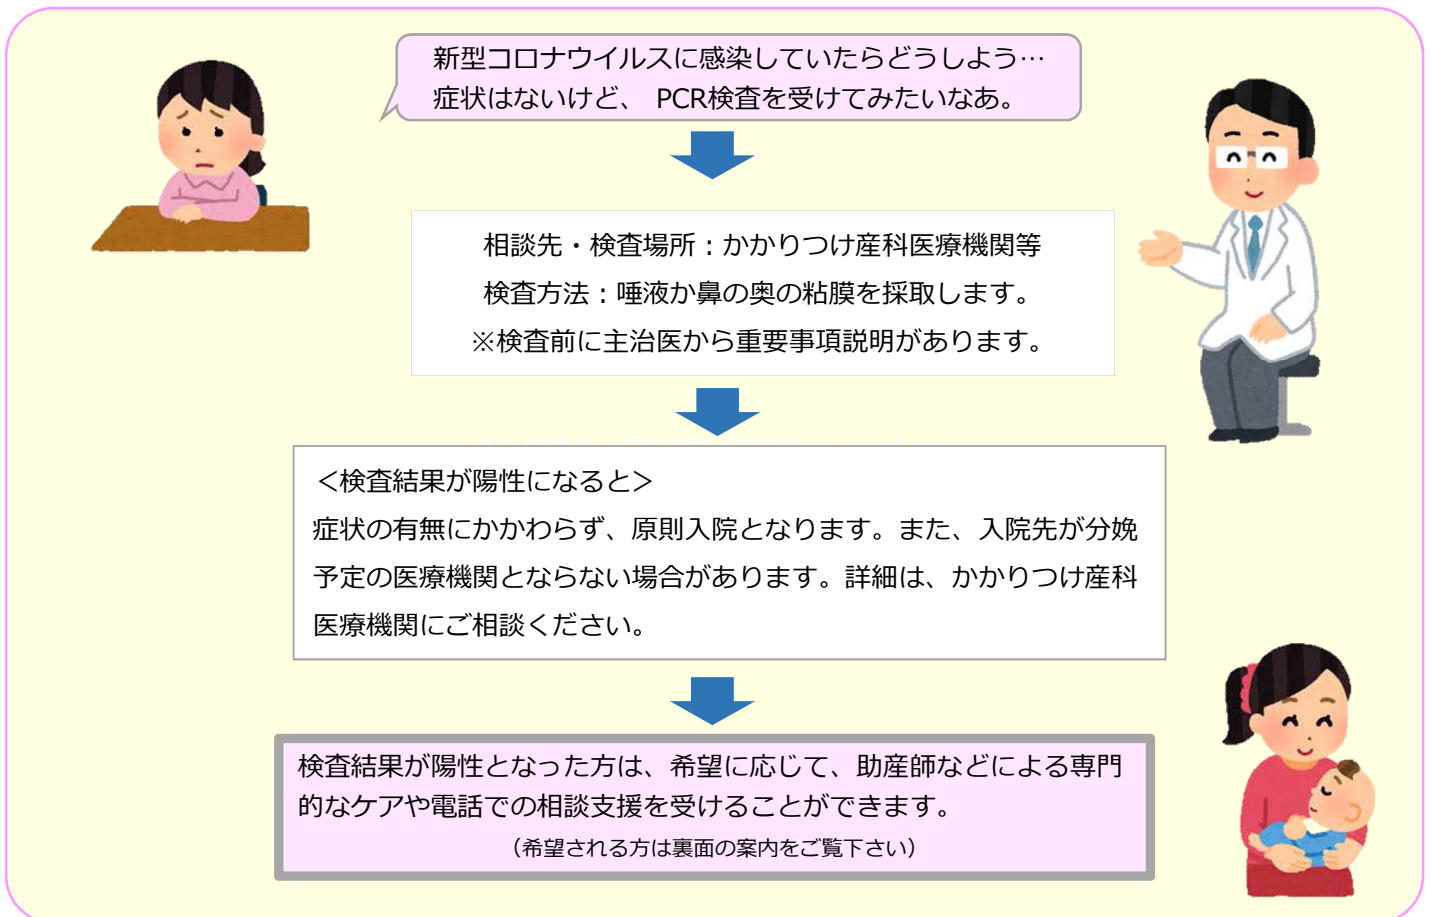 新型コロナウイルスに感染していたらどうしよう…
症状はないけど、 PCR検査を受けてみたいなあ。
相談先・検査場所：かかりつけ産科医療機関等
検査方法：唾液か鼻の奥の粘膜を採取します。
※検査前に主治医から重要事項説明があります。
＜検査結果が陽性になると＞
症状の有無にかかわらず、原則入院となります。また、入院先が分娩
予定の医療機関とならない場合があります。詳細は、かかりつけ産科
医療機関にご相談ください。
検査結果が陽性となった方は、希望に応じて、助産師などによる専門
的なケアや電話での相談支援を受けることができます。
（希望される方は裏面の案内をご覧下さい）